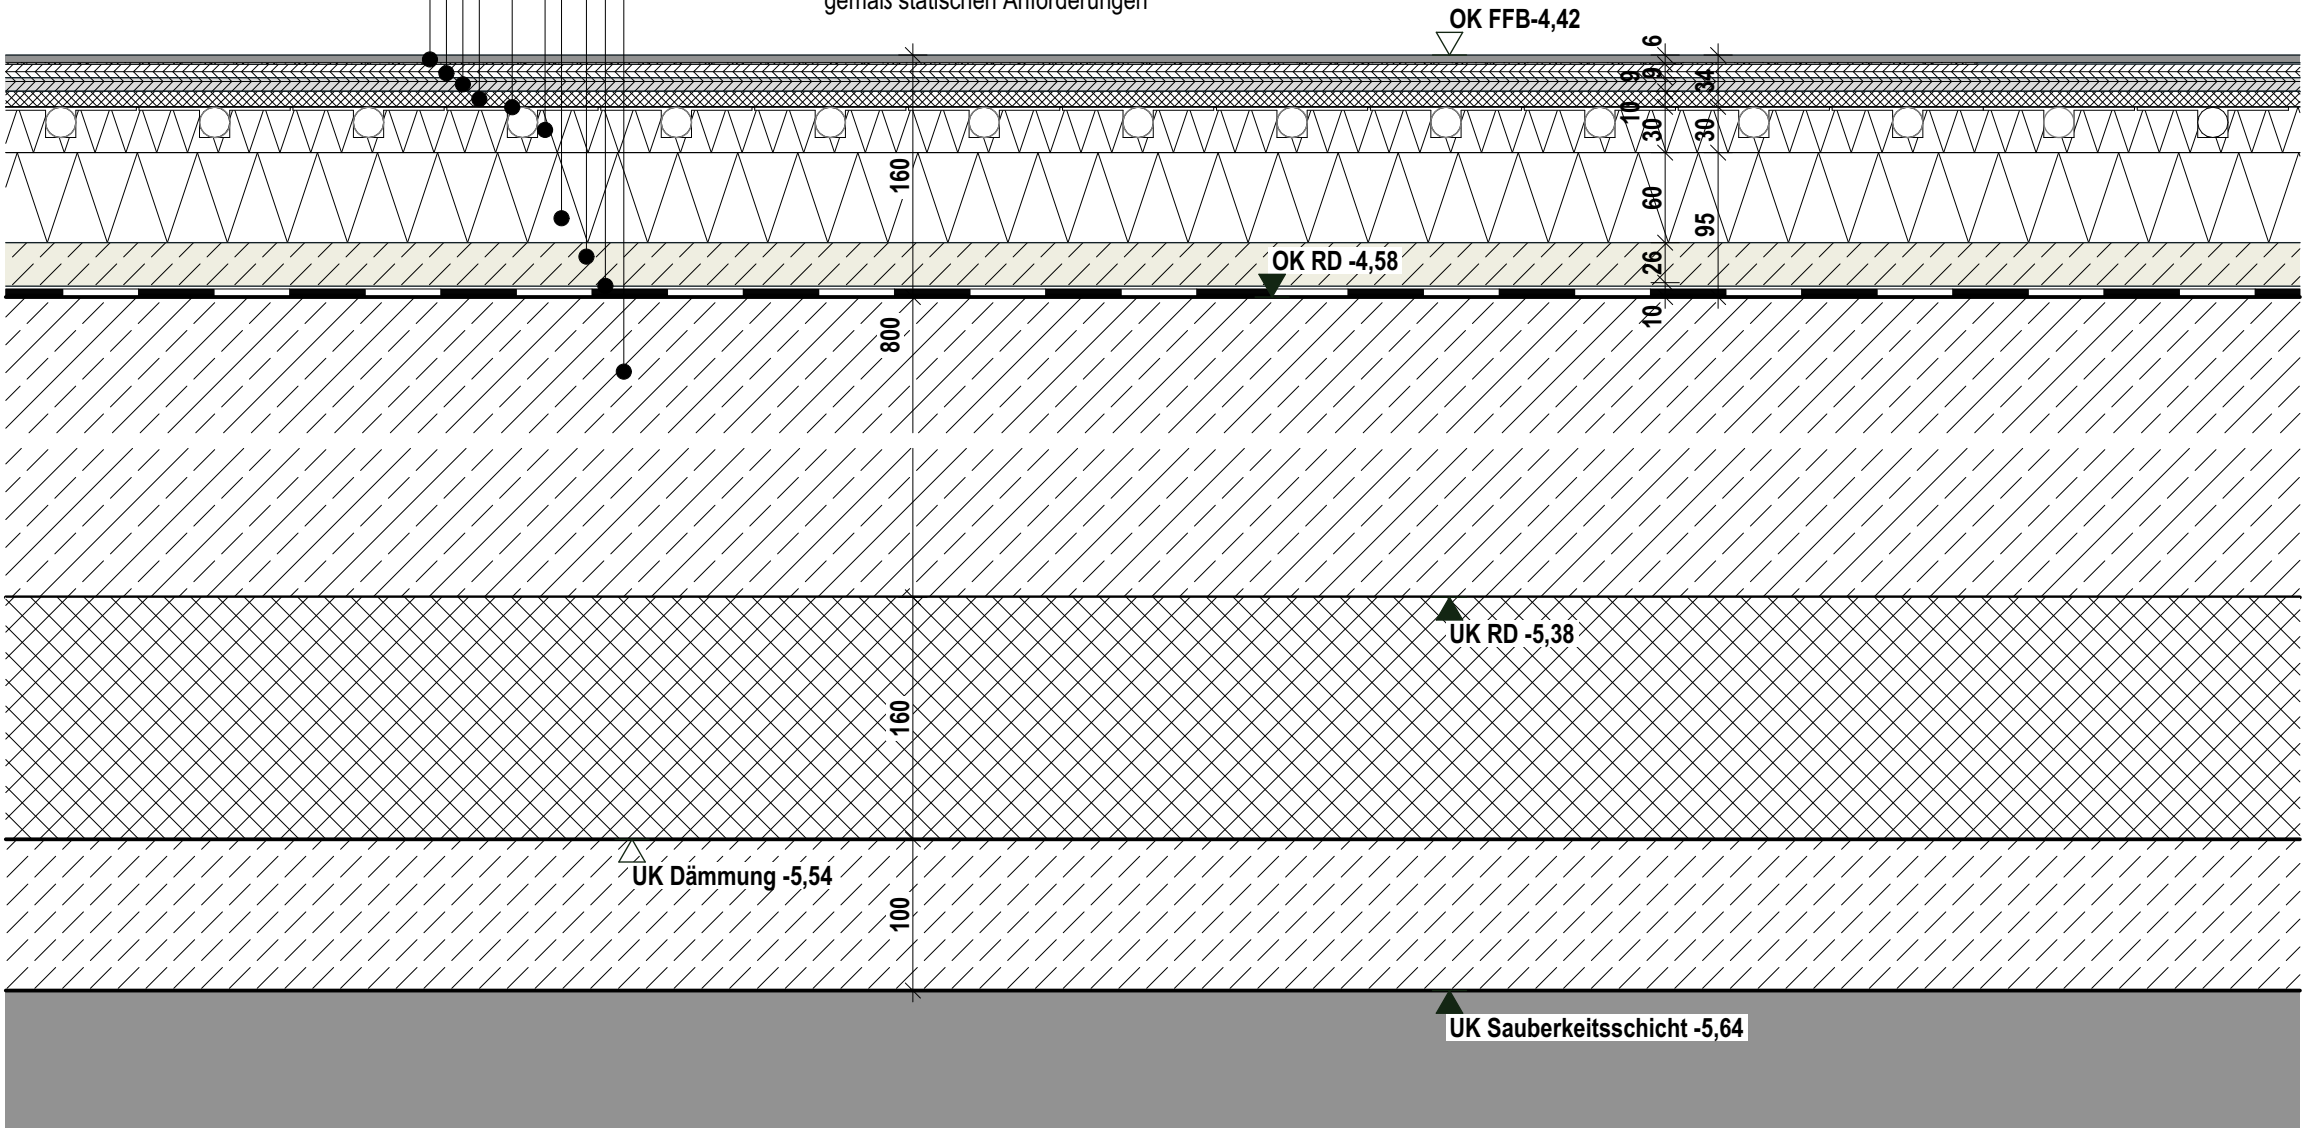 gemäß statischen Anforderungen
OK FFB-4,42
6
9
9
34
10
30
30
160
60
95
26
OK RD -4,58
10
800
UK RD -5,38
160
UK Dämmung -5,54
100
UK Sauberkeitsschicht -5,64